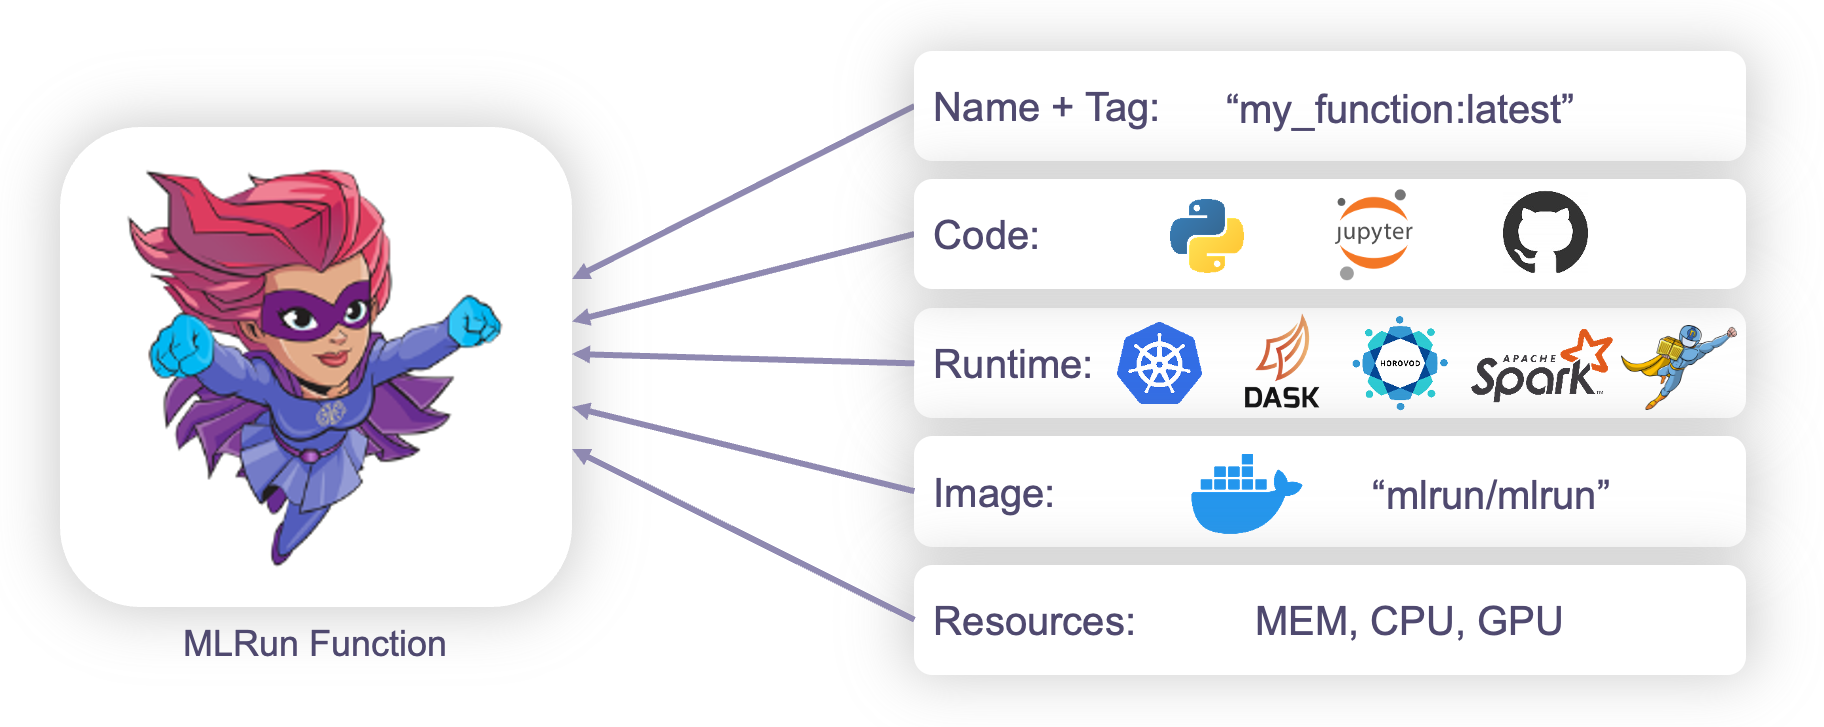 Name + Tag: “my_function:latest”
Code: jupyter
Runtime: DASK HOROVOD APACHE Spark™
Image: “mlrun/mlrun”
Resources: MEM, CPU, GPU
MLRun Function